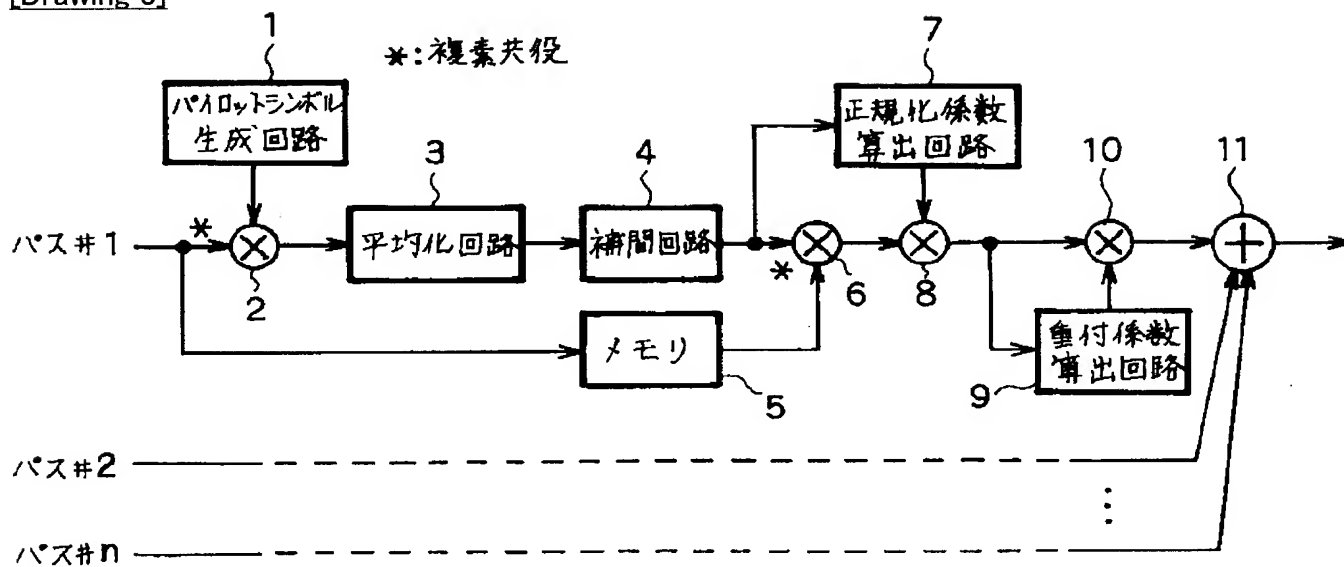 1
*:複素共役
7
パイロットシンボル
生成回路
正規化係数
算出回路
3
4
10
11
パス#1
*
2
平均化回路
補間回路
*
6
8
メモリ
5
重付係数
算出回路
9
パス#2
パス#n